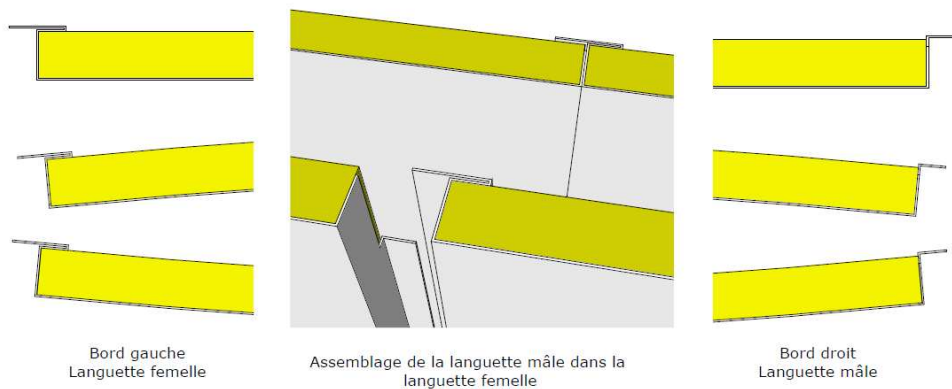 Bord gauche
Languette femelle
Assemblage de la languette mâle dans la
languette femelle
Bord droit
Languette mâle